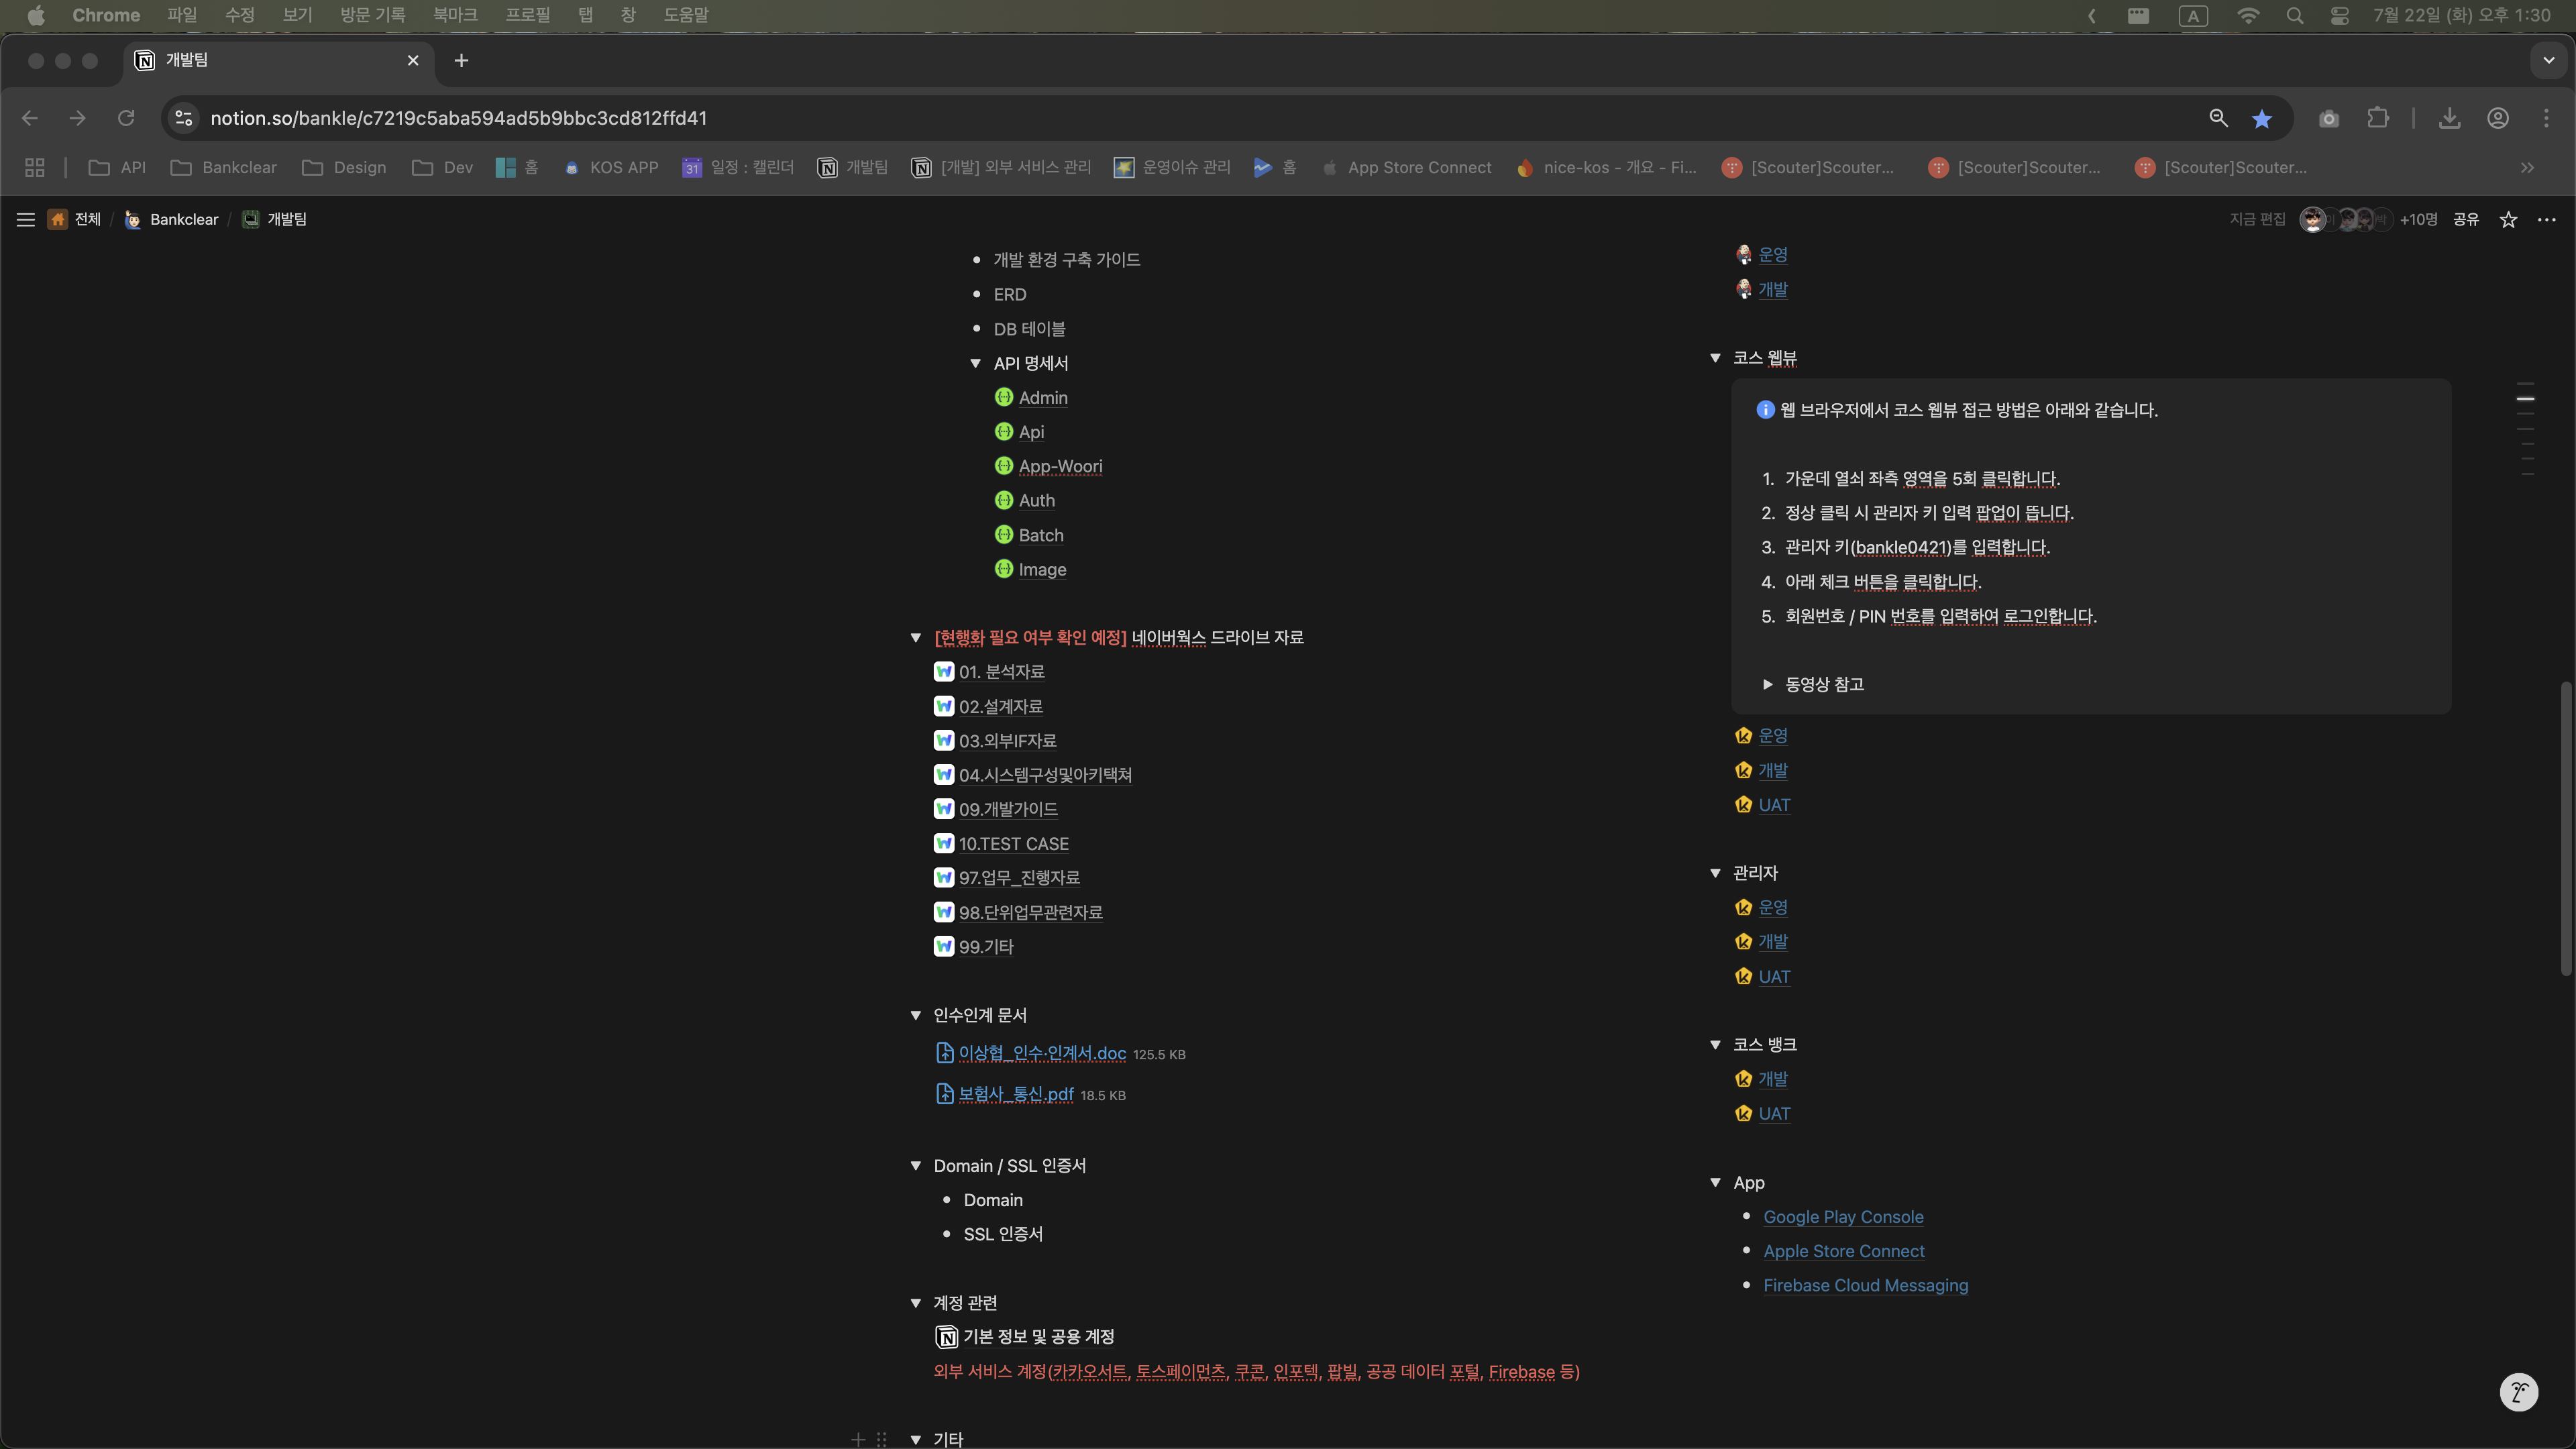 Chrome 파일 수정 보기 방문 기록 북마크 프로필 탭 창 도움말 A 7월 22일 (화) 오후 1:30
개발팀
notion.so/bankle/c7219c5aba594ad5b9bbc3cd812ffd41
API Bankclear Design Dev 홈 KOS APP 31 일정 : 캘린더 개발팀 [개발] 외부 서비스 관리 운영이슈 관리 홈 App Store Connect nice-kos - 개요 - Fi... [Scouter]Scouter... [Scouter]Scouter... [Scouter]Scouter...
전체 / Bankclear / 개발팀 지금 편집 이 박 +10명 공유
개발 환경 구축 가이드
ERD
DB 테이블
API 명세서
Admin
Api
App-Woori
Auth
Batch
Image
[현행화 필요 여부 확인 예정] 네이버웍스 드라이브 자료
01. 분석자료
02.설계자료
03.외부IF자료
04.시스템구성및아키택쳐
09.개발가이드
10.TEST CASE
97.업무_진행자료
98.단위업무관련자료
99.기타
인수인계 문서
이상협_인수·인계서.doc 125.5 KB
보험사_통신.pdf 18.5 KB
Domain / SSL 인증서
Domain
SSL 인증서
계정 관련
기본 정보 및 공용 계정
외부 서비스 계정(카카오서트, 토스페이먼츠, 쿠콘, 인포텍, 팝빌, 공공 데이터 포털, Firebase 등)
기타
운영
개발
코스 웹뷰
웹 브라우저에서 코스 웹뷰 접근 방법은 아래와 같습니다.
1. 가운데 열쇠 좌측 영역을 5회 클릭합니다.
2. 정상 클릭 시 관리자 키 입력 팝업이 뜹니다.
3. 관리자 키(bankle0421)를 입력합니다.
4. 아래 체크 버튼을 클릭합니다.
5. 회원번호 / PIN 번호를 입력하여 로그인합니다.
동영상 참고
운영
개발
UAT
관리자
운영
개발
UAT
코스 뱅크
개발
UAT
App
Google Play Console
Apple Store Connect
Firebase Cloud Messaging